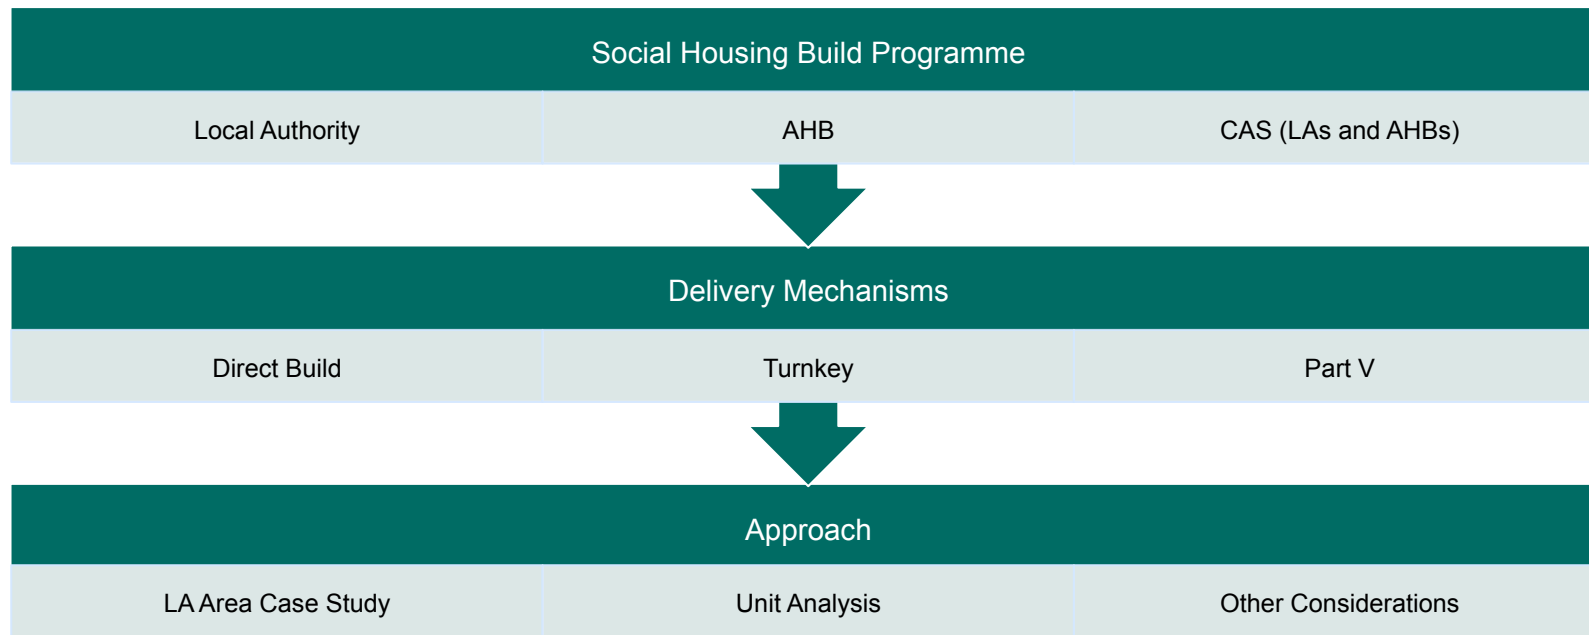 Social Housing Build Programme
Local Authority
AHB
CAS (LAs and AHBs)
Delivery Mechanisms
Direct Build
Turnkey
Part V
Approach
LA Area Case Study
Unit Analysis
Other Considerations